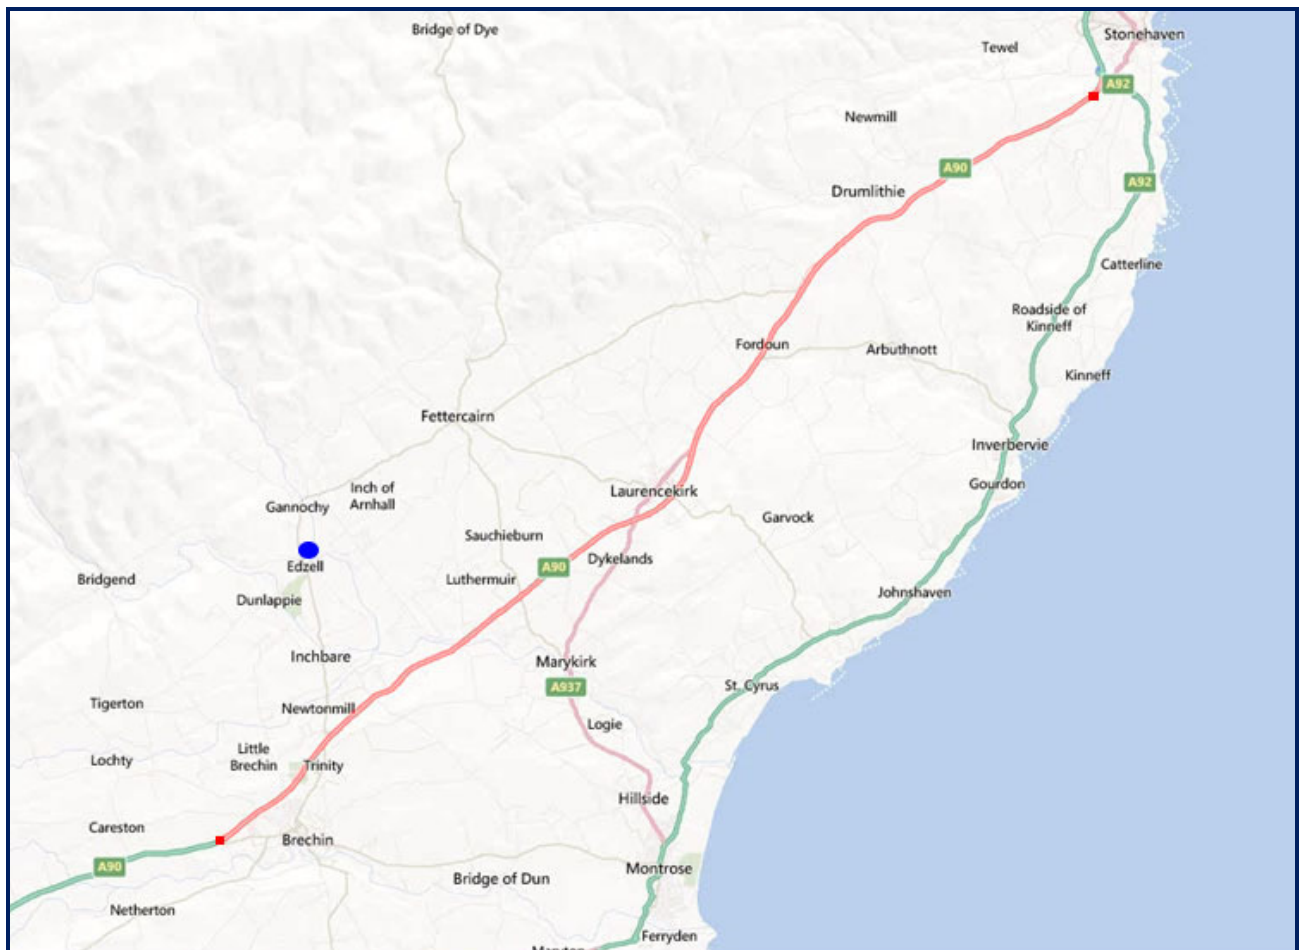 Bridge of Dye
Stonehaven
Tewel
A92
Newmill
A90
A92
Drumlithie
Catterline
Roadside of
Kinneff
Fordoun
Arbuthnott
Kinneff
Fettercairn
Inverbervie
Gourdon
Laurencekirk
Inch of
Arnhall
Gannochy
Garvock
Sauchieburn
Dykelands
A90
Edzell
Bridgend
Luthermuir
Johnshaven
Dunlappie
Inchbare
Marykirk
A937
St. Cyrus
Tigerton
Newtonmill
Logie
Little
Brechin
Lochty
Trinity
Hillside
Careston
Brechin
A90
Montrose
Bridge of Dun
Netherton
Ferryden